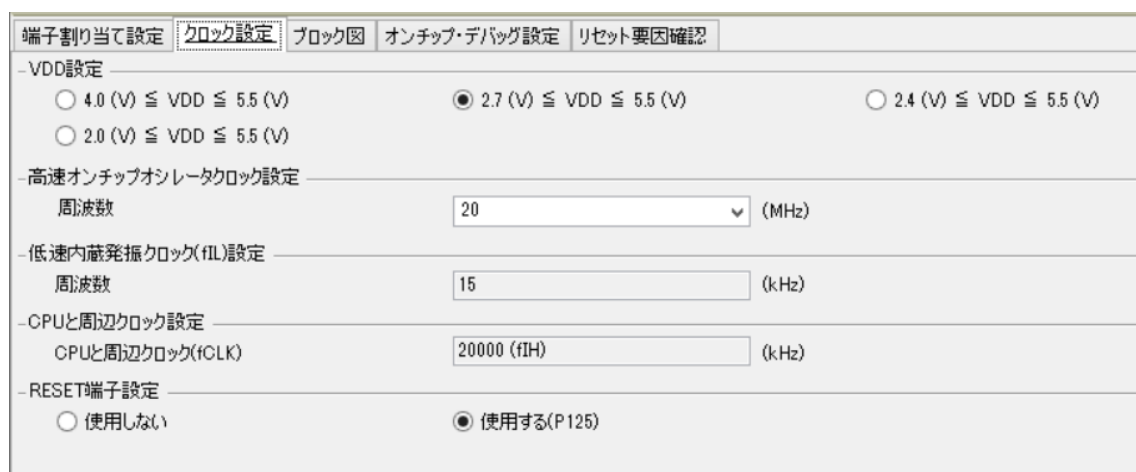 端子割り当て設定 クロック設定 ブロック図 オンチップ・デバッグ設定 リセット要因確認
VDD設定
4.0 (V) ≦ VDD ≦ 5.5 (V) 2.7 (V) ≦ VDD ≦ 5.5 (V) 2.4 (V) ≦ VDD ≦ 5.5 (V)
2.0 (V) ≦ VDD ≦ 5.5 (V)
高速オンチップオシレータクロック設定
周波数 20 (MHz)
低速内蔵発振クロック(fIL)設定
周波数 15 (kHz)
CPUと周辺クロック設定
CPUと周辺クロック(fCLK) 20000 (fIH) (kHz)
RESET端子設定
使用しない 使用する(P125)